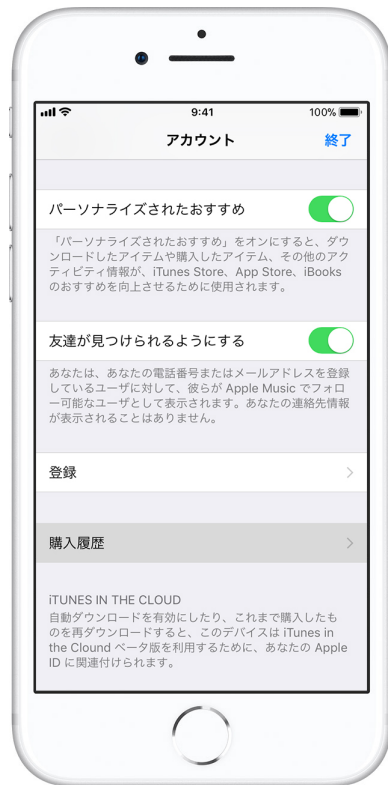 9:41
100%
アカウント
終了
パーソナライズされたおすすめ
「パーソナライズされたおすすめ」をオンにすると、ダウ
ンロードしたアイテムや購入したアイテム、その他のアク
ティビティ情報が、iTunes Store、App Store、iBooks
のおすすめを向上させるために使用されます。
友達が見つけられるようにする
あなたは、あなたの電話番号またはメールアドレスを登録
しているユーザに対して、彼らが Apple Music でフォロ
ー可能なユーザとして表示されます。あなたの連絡先情報
が表示されることはありません。
登録
購入履歴
iTUNES IN THE CLOUD
自動ダウンロードを有効にしたり、これまで購入したも
のを再ダウンロードすると、このデバイスは iTunes in
the Clound ベータ版を利用するために、あなたの Apple
ID に関連付けられます。